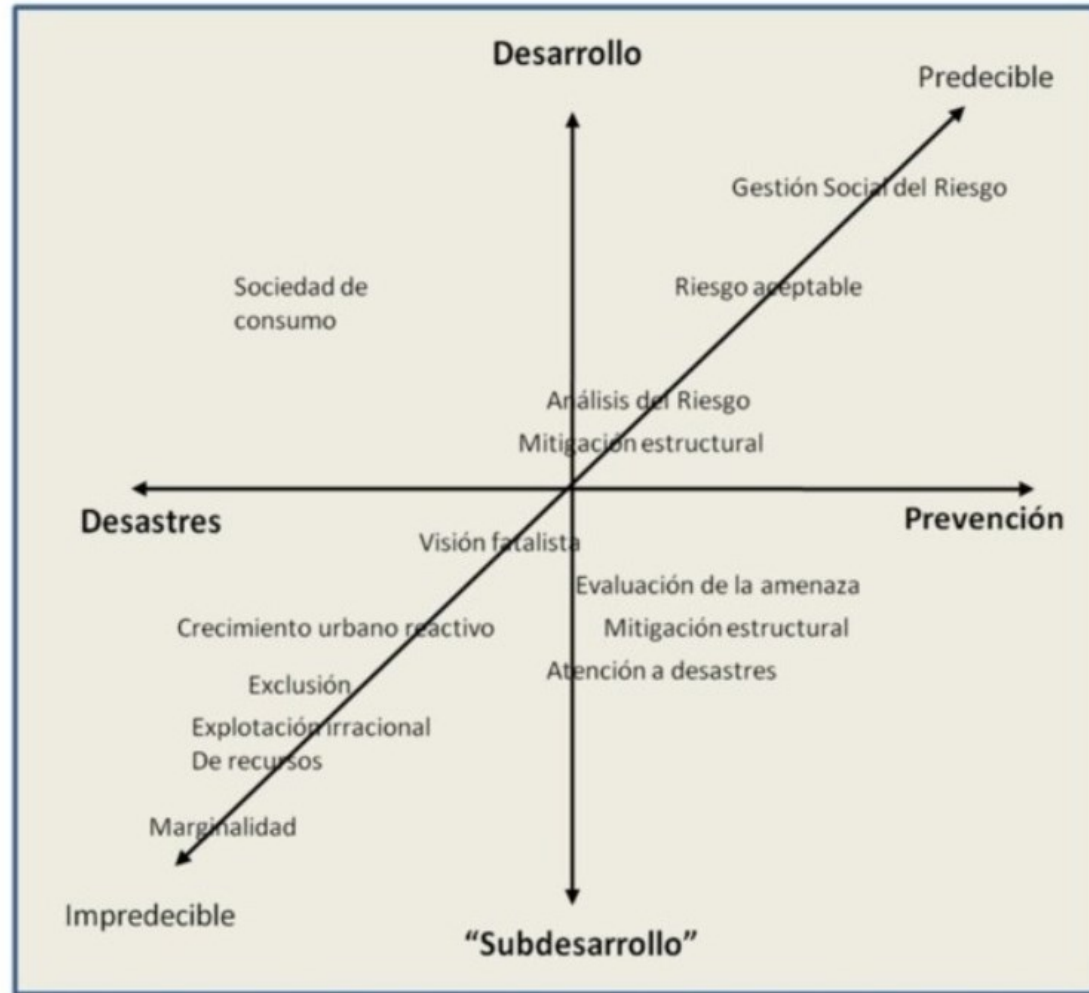 Desarrollo
Predecible
Gestión Social del Riesgo
Sociedad de
consumo
Riesgo aceptable
Análisis del Riesgo
Mitigación estructural
Desastres
Prevención
Visión fatalista
Evaluación de la amenaza
Crecimiento urbano reactivo
Mitigación estructural
Atención a desastres
Exclusión
Explotación irracional
De recursos
Marginalidad
Impredecible
“Subdesarrollo”